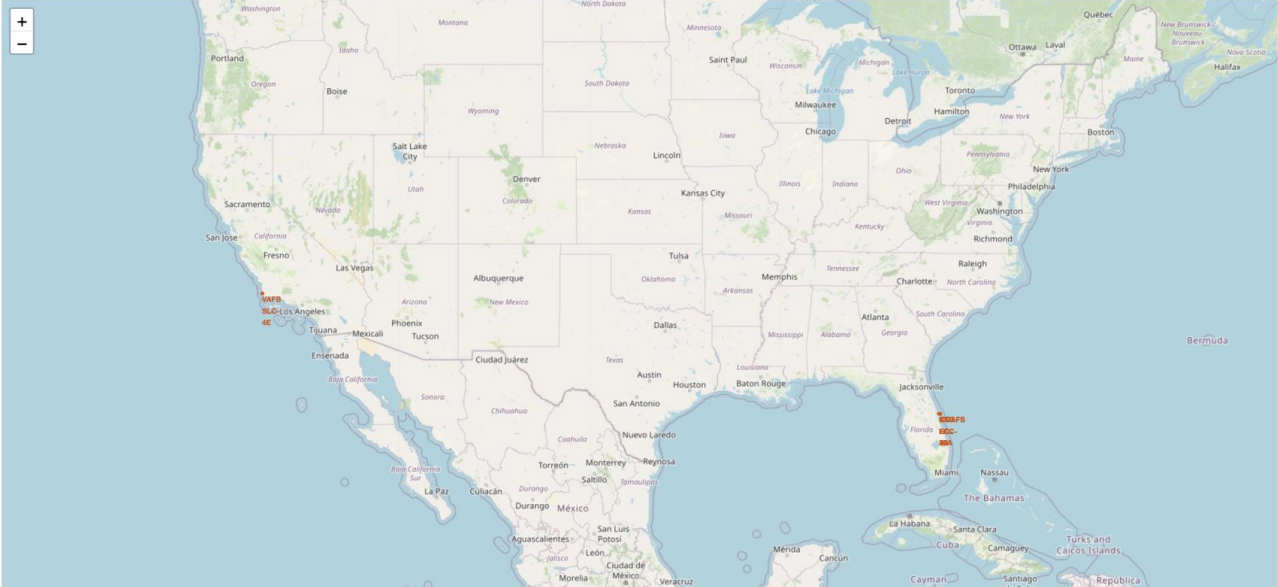 +
−
Washington
North Dakota
Québec
Montana
Minnesota
New Brunswick
Nouveau-
Brunswick
Ottawa
Laval
Nova Scotia
Portland
Idaho
Saint Paul
Wisconsin
Michigan
Maine
Halifax
Oregon
South Dakota
Lake Huron
Boise
Lake Michigan
Toronto
Wyoming
Milwaukee
Hamilton
New York
Detroit
Chicago
Iowa
Boston
Salt Lake
City
Nebraska
Lincoln
Pennsylvania
Denver
Ohio
New York
Utah
Illinois
Indiana
Philadelphia
Sacramento
Nevada
Colorado
Kansas City
West Virginia
Kansas
Missouri
Washington
San Jose
California
Kentucky
Virginia
Fresno
Richmond
Las Vegas
Tulsa
Raleigh
Albuquerque
Oklahoma
Memphis
Tennessee
Charlotte
North Carolina
Arkansas
VAFB
SLC-
4E
Los Angeles
Arizona
New Mexico
South Carolina
Phoenix
Atlanta
Tijuana
Mexicali
Tucson
Dallas
Mississippi
Alabama
Georgia
Bermuda
Ensenada
Ciudad Juárez
Texas
Louisiana
Baja California
Austin
Houston
Baton Rouge
Jacksonville
Sonora
San Antonio
Chihuahua
Florida
Coahuila
Nuevo Laredo
Baja California
Sur
Torreón
Monterrey
Reynosa
Saltillo
Miami
Nassau
La Paz
Culiacán
Durango
Tamaulipas
The Bahamas
Durango
México
La Habana
Santa Clara
Aguascalientes
San Luis
Potosí
Turks and
Caicos Islands
Cuba
Camaguey
Jalisco
León
Mérida
Cancún
Ciudad de
México
Morelia
Veracruz
Cayman
Santiago
República